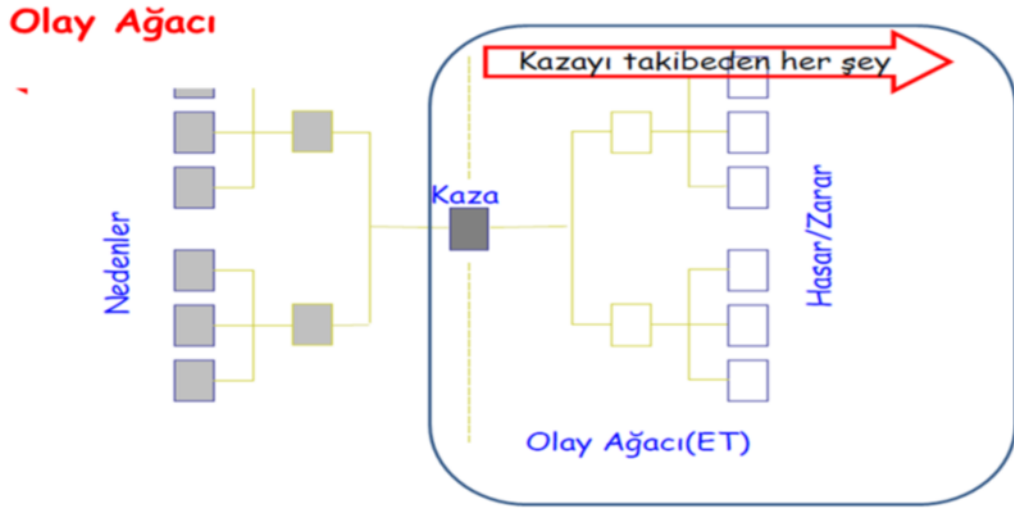 Olay Ağacı
Kazayı takibeden her şey
Kaza
Nedenler
Hasar/Zarar
Olay Ağacı(ET)